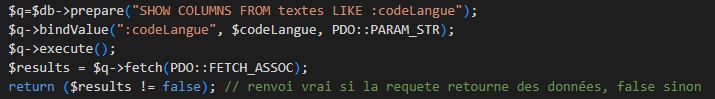 $q=$db->prepare("SHOW COLUMNS FROM textes LIKE :codeLangue");
$q->bindValue(":codeLangue", $codeLangue, PDO::PARAM_STR);
$q->execute();
$results = $q->fetch(PDO::FETCH_ASSOC);
return ($results != false); // renvoi vrai si la requete retourne des données, false sinon